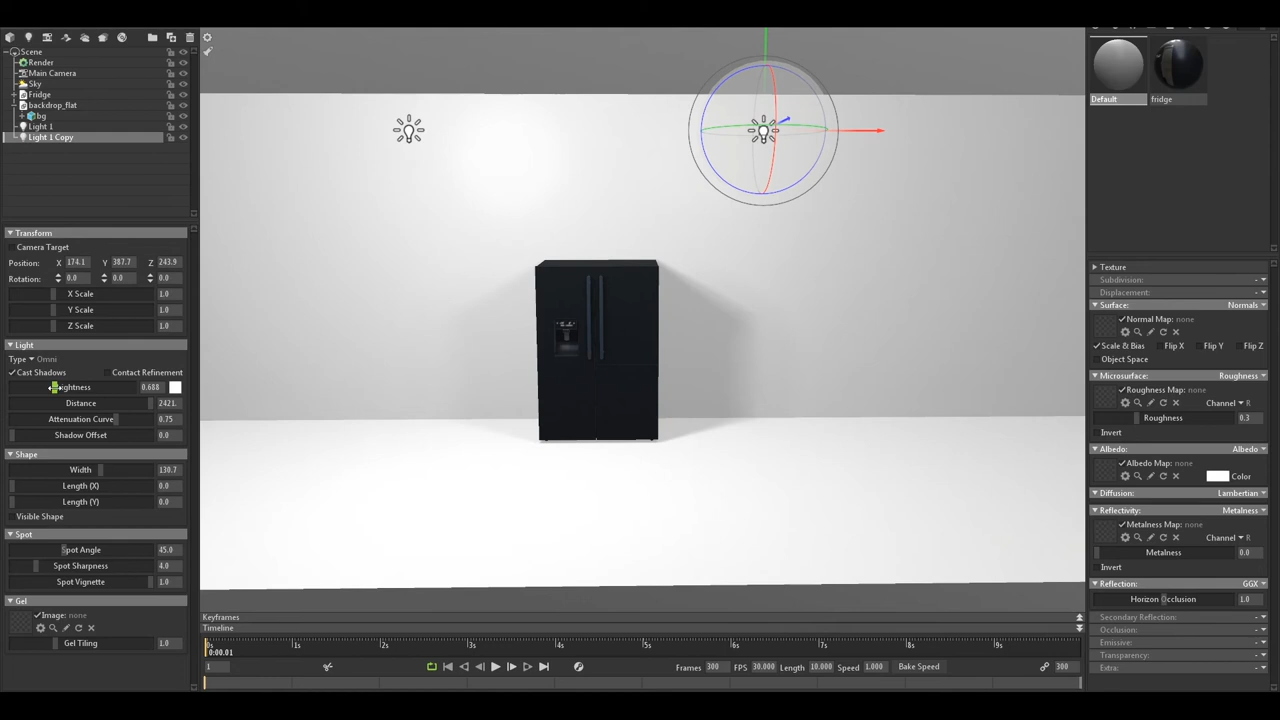 Scene
Render
Main Camera
Sky
Fridge
backdrop_flat
bg
Light 1
Light 1 Copy
Transform
Camera Target
Position: X 174.1 Y 387.7 Z 243.9
Rotation: 0.0 0.0 0.0
X Scale 1.0
Y Scale 1.0
Z Scale 1.0
Light
Type Omni
Cast Shadows Contact Refinement
ghtness 0.688
Distance 2421.
Attenuation Curve 0.75
Shadow Offset 0.0
Shape
Width 130.7
Length (X) 0.0
Length (Y) 0.0
Visible Shape
Spot
Spot Angle 45.0
Spot Sharpness 4.0
Spot Vignette 1.0
Gel
Image: none
Gel Tiling 1.0
Keyframes
Timeline
0s 1s 2s 3s 4s 5s 6s 7s 8s 9s
0:00.01
1 Frames 300 FPS 30.000 Length 10.000 Speed 1.000 Bake Speed 300
Default fridge
Texture
Subdivision: -
Displacement: -
Surface: Normals
Normal Map: none
Scale & Bias Flip X Flip Y Flip Z
Object Space
Microsurface: Roughness
Roughness Map: none
Channel R
Roughness 0.3
Invert
Albedo: Albedo
Albedo Map: none
Color
Diffusion: Lambertian
Reflectivity: Metalness
Metalness Map: none
Channel R
Metalness 0.0
Invert
Reflection: GGX
Horizon Occlusion 1.0
Secondary Reflection: -
Occlusion: -
Emissive: -
Transparency: -
Extra: -